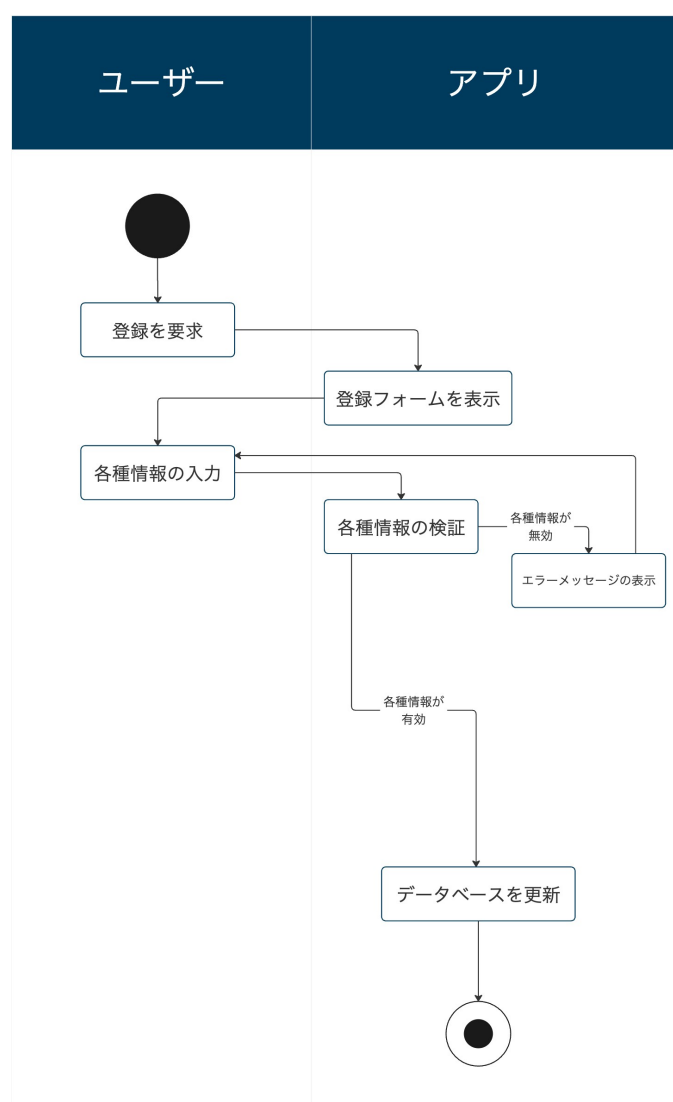 ユーザー
アプリ
登録を要求
登録フォームを表示
各種情報の入力
各種情報の検証
各種情報が
無効
エラーメッセージの表示
各種情報が
有効
データベースを更新